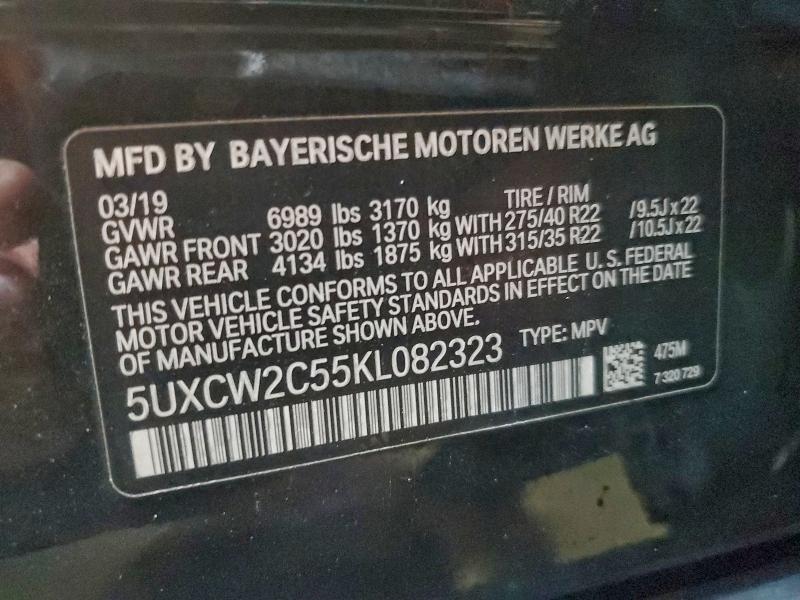 MFD BY BAYERISCHE MOTOREN WERKE AG
03/19 TIRE / RIM
GVWR 6989 lbs 3170 kg
GAWR FRONT 3020 lbs 1370 kg WITH 275/40 R22 /9.5J x 22
GAWR REAR 4134 lbs 1875 kg WITH 315/35 R22 /10.5J x 22
THIS VEHICLE CONFORMS TO ALL APPLICABLE U.S. FEDERAL
MOTOR VEHICLE SAFETY STANDARDS IN EFFECT ON THE DATE
OF MANUFACTURE SHOWN ABOVE.
5UXCW2C55KL082323 TYPE: MPV
475M
7 320 729